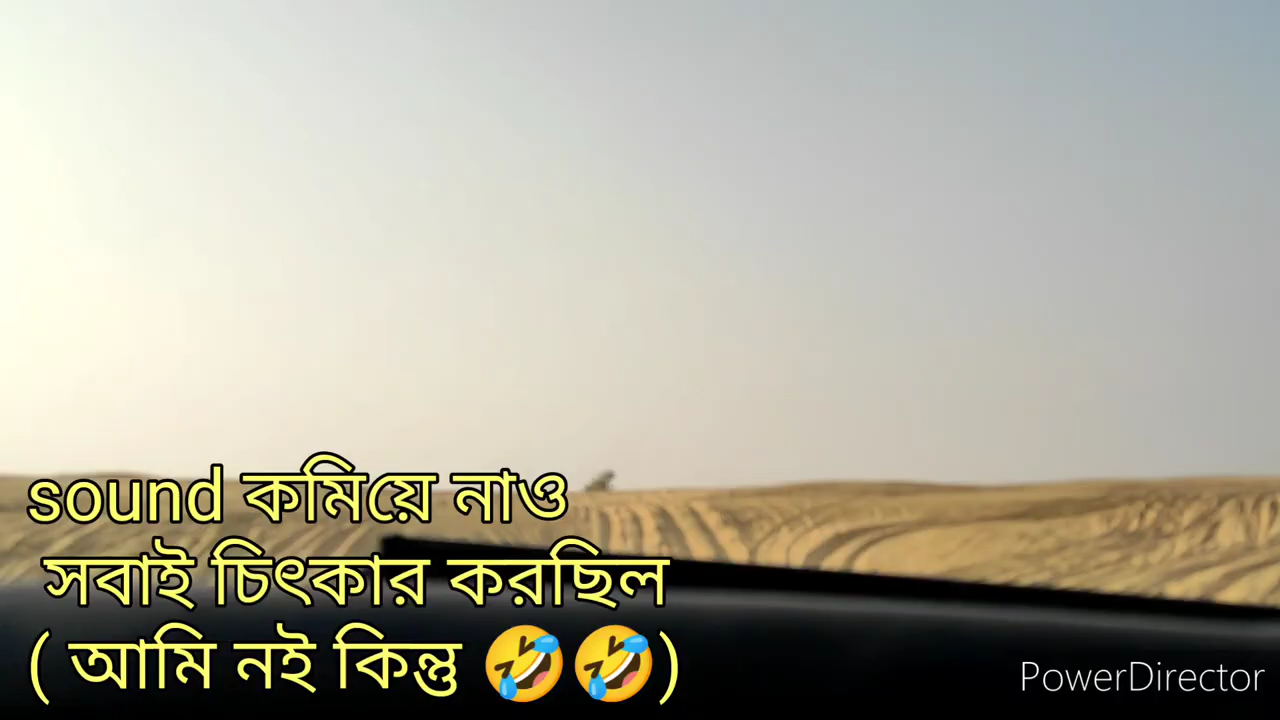 sound কমিয়ে নাও
সবাই চিৎকার করছিল
( আমি নই কিন্তু 🤣🤣)
PowerDirector